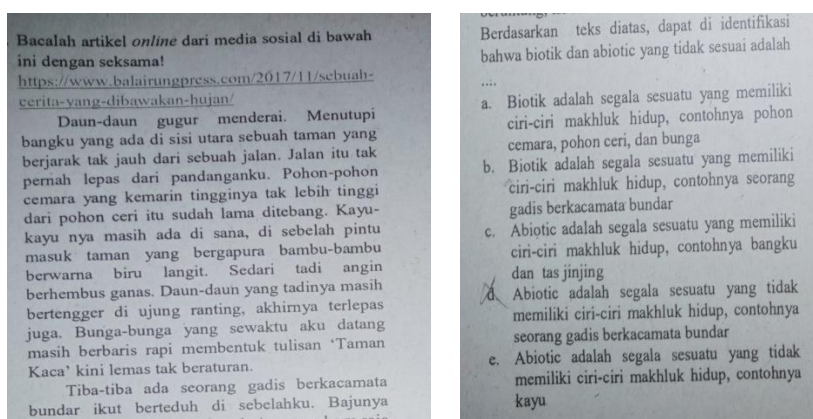 Bacalah artikel online dari media sosial di bawah
ini dengan seksama!
https://www.balairungpress.com/2017/11/sebuah-
cerita-yang-dibawakan-hujan/
Daun-daun gugur menderai. Menutupi
bangku yang ada di sisi utara sebuah taman yang
berjarak tak jauh dari sebuah jalan. Jalan itu tak
pernah lepas dari pandanganku. Pohon-pohon
cemara yang kemarin tingginya tak lebih tinggi
dari pohon ceri itu sudah lama ditebang. Kayu-
kayu nya masih ada di sana, di sebelah pintu
masuk taman yang bergapura bambu-bambu
berwarna biru langit. Sedari tadi angin
berhembus ganas. Daun-daun yang tadinya masih
bertengger di ujung ranting, akhirnya terlepas
juga. Bunga-bunga yang sewaktu aku datang
masih berbaris rapi membentuk tulisan 'Taman
Kaca' kini lemas tak beraturan.
Tiba-tiba ada seorang gadis berkacamata
bundar ikut berteduh di sebelahku. Bajunya
Berdasarkan teks diatas, dapat di identifikasi
bahwa biotik dan abiotic yang tidak sesuai adalah
....
a. Biotik adalah segala sesuatu yang memiliki
ciri-ciri makhluk hidup, contohnya pohon
cemara, pohon ceri, dan bunga
b. Biotik adalah segala sesuatu yang memiliki
ciri-ciri makhluk hidup, contohnya seorang
gadis berkacamata bundar
c. Abiotic adalah segala sesuatu yang memiliki
ciri-ciri makhluk hidup, contohnya bangku
dan tas jinjing
d. Abiotic adalah segala sesuatu yang tidak
memiliki ciri-ciri makhluk hidup, contohnya
seorang gadis berkacamata bundar
e. Abiotic adalah segala sesuatu yang tidak
memiliki ciri-ciri makhluk hidup, contohnya
kayu